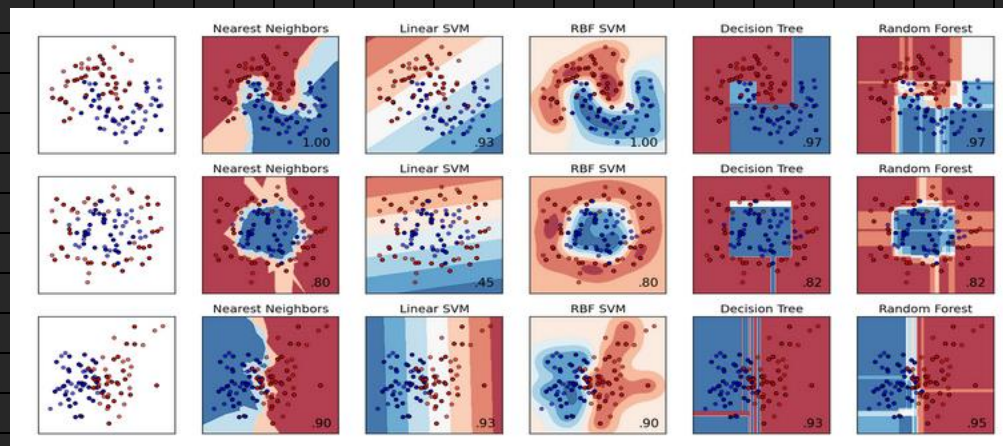 Nearest Neighbors Linear SVM RBF SVM Decision Tree Random Forest
1.00 .93 1.00 .97 .97
Nearest Neighbors Linear SVM RBF SVM Decision Tree Random Forest
.80 .45 .80 .82 .82
Nearest Neighbors Linear SVM RBF SVM Decision Tree Random Forest
.90 .93 .90 .93 .95